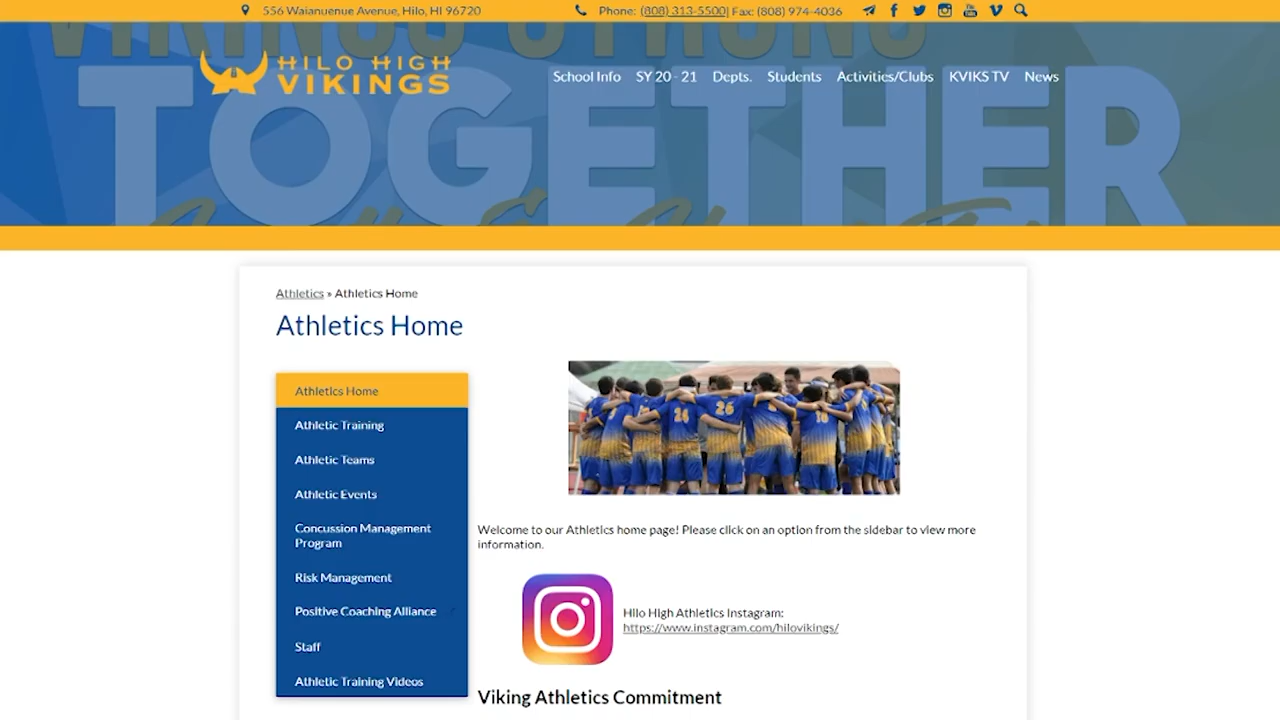 556 Waianuenue Avenue, Hilo, HI 96720
Phone: (808) 313-5500| Fax: (808) 974-4036
VIKINGS STRONG
TOGETHER
HILO HIGH
VIKINGS
School Info SY 20 - 21 Depts. Students Activities/Clubs KVIKS TV News
Athletics » Athletics Home
Athletics Home
Athletics Home
Athletic Training
Athletic Teams
Athletic Events
Concussion Management
Program
Risk Management
Positive Coaching Alliance
Staff
Athletic Training Videos
24
26
Welcome to our Athletics home page! Please click on an option from the sidebar to view more
information.
Hilo High Athletics Instagram:
https://www.instagram.com/hilovikings/
Viking Athletics Commitment